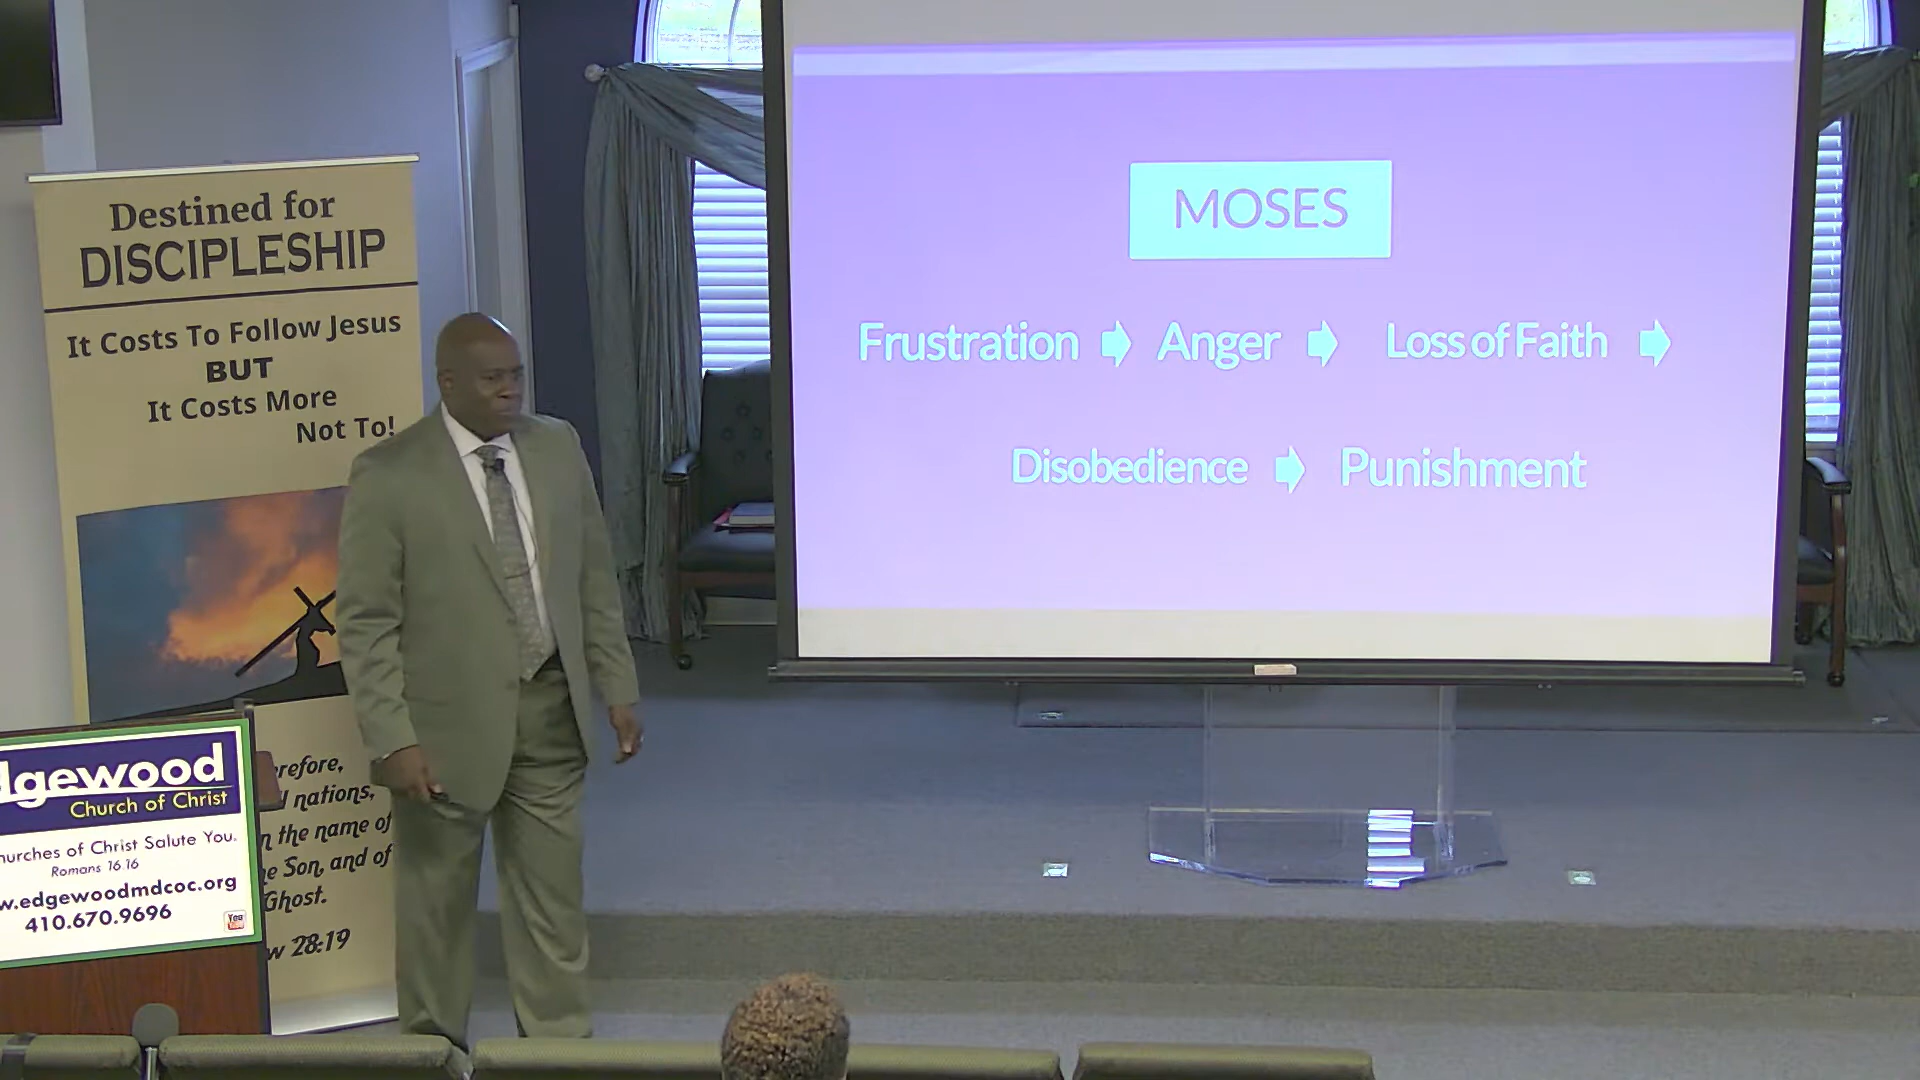 Destined for
DISCIPLESHIP
It Costs To Follow Jesus
BUT
It Costs More
Not To!
MOSES
Frustration Anger Loss of Faith
Disobedience Punishment
dgewood
Church of Christ
hurches of Christ Salute You.
Romans 16:16
w.edgewoodmdcoc.org
410.670.9696
You
refore,
nations,
the name of
Son, and of
Ghost.
28:19